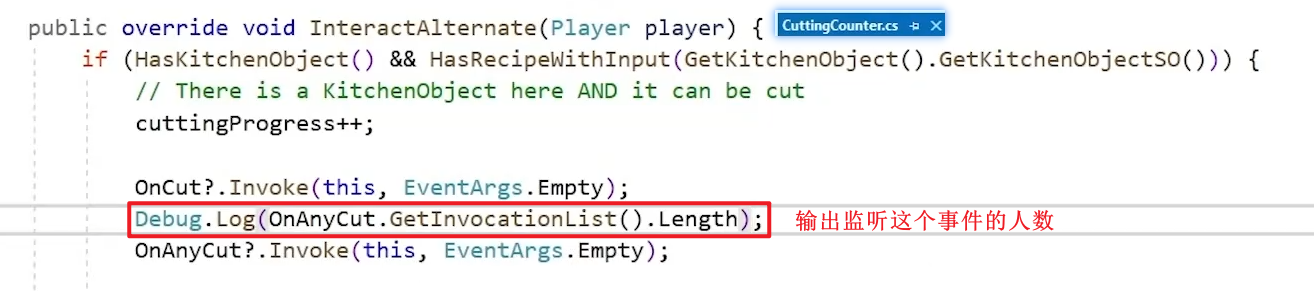 public override void InteractAlternate(Player player) { CuttingCounter.cs
if (HasKitchenObject() && HasRecipeWithInput(GetKitchenObject().GetKitchenObjectSO())) {
// There is a KitchenObject here AND it can be cut
cuttingProgress++;
OnCut?.Invoke(this, EventArgs.Empty);
Debug.Log(OnAnyCut.GetInvocationList().Length); 输出监听这个事件的人数
OnAnyCut?.Invoke(this, EventArgs.Empty);